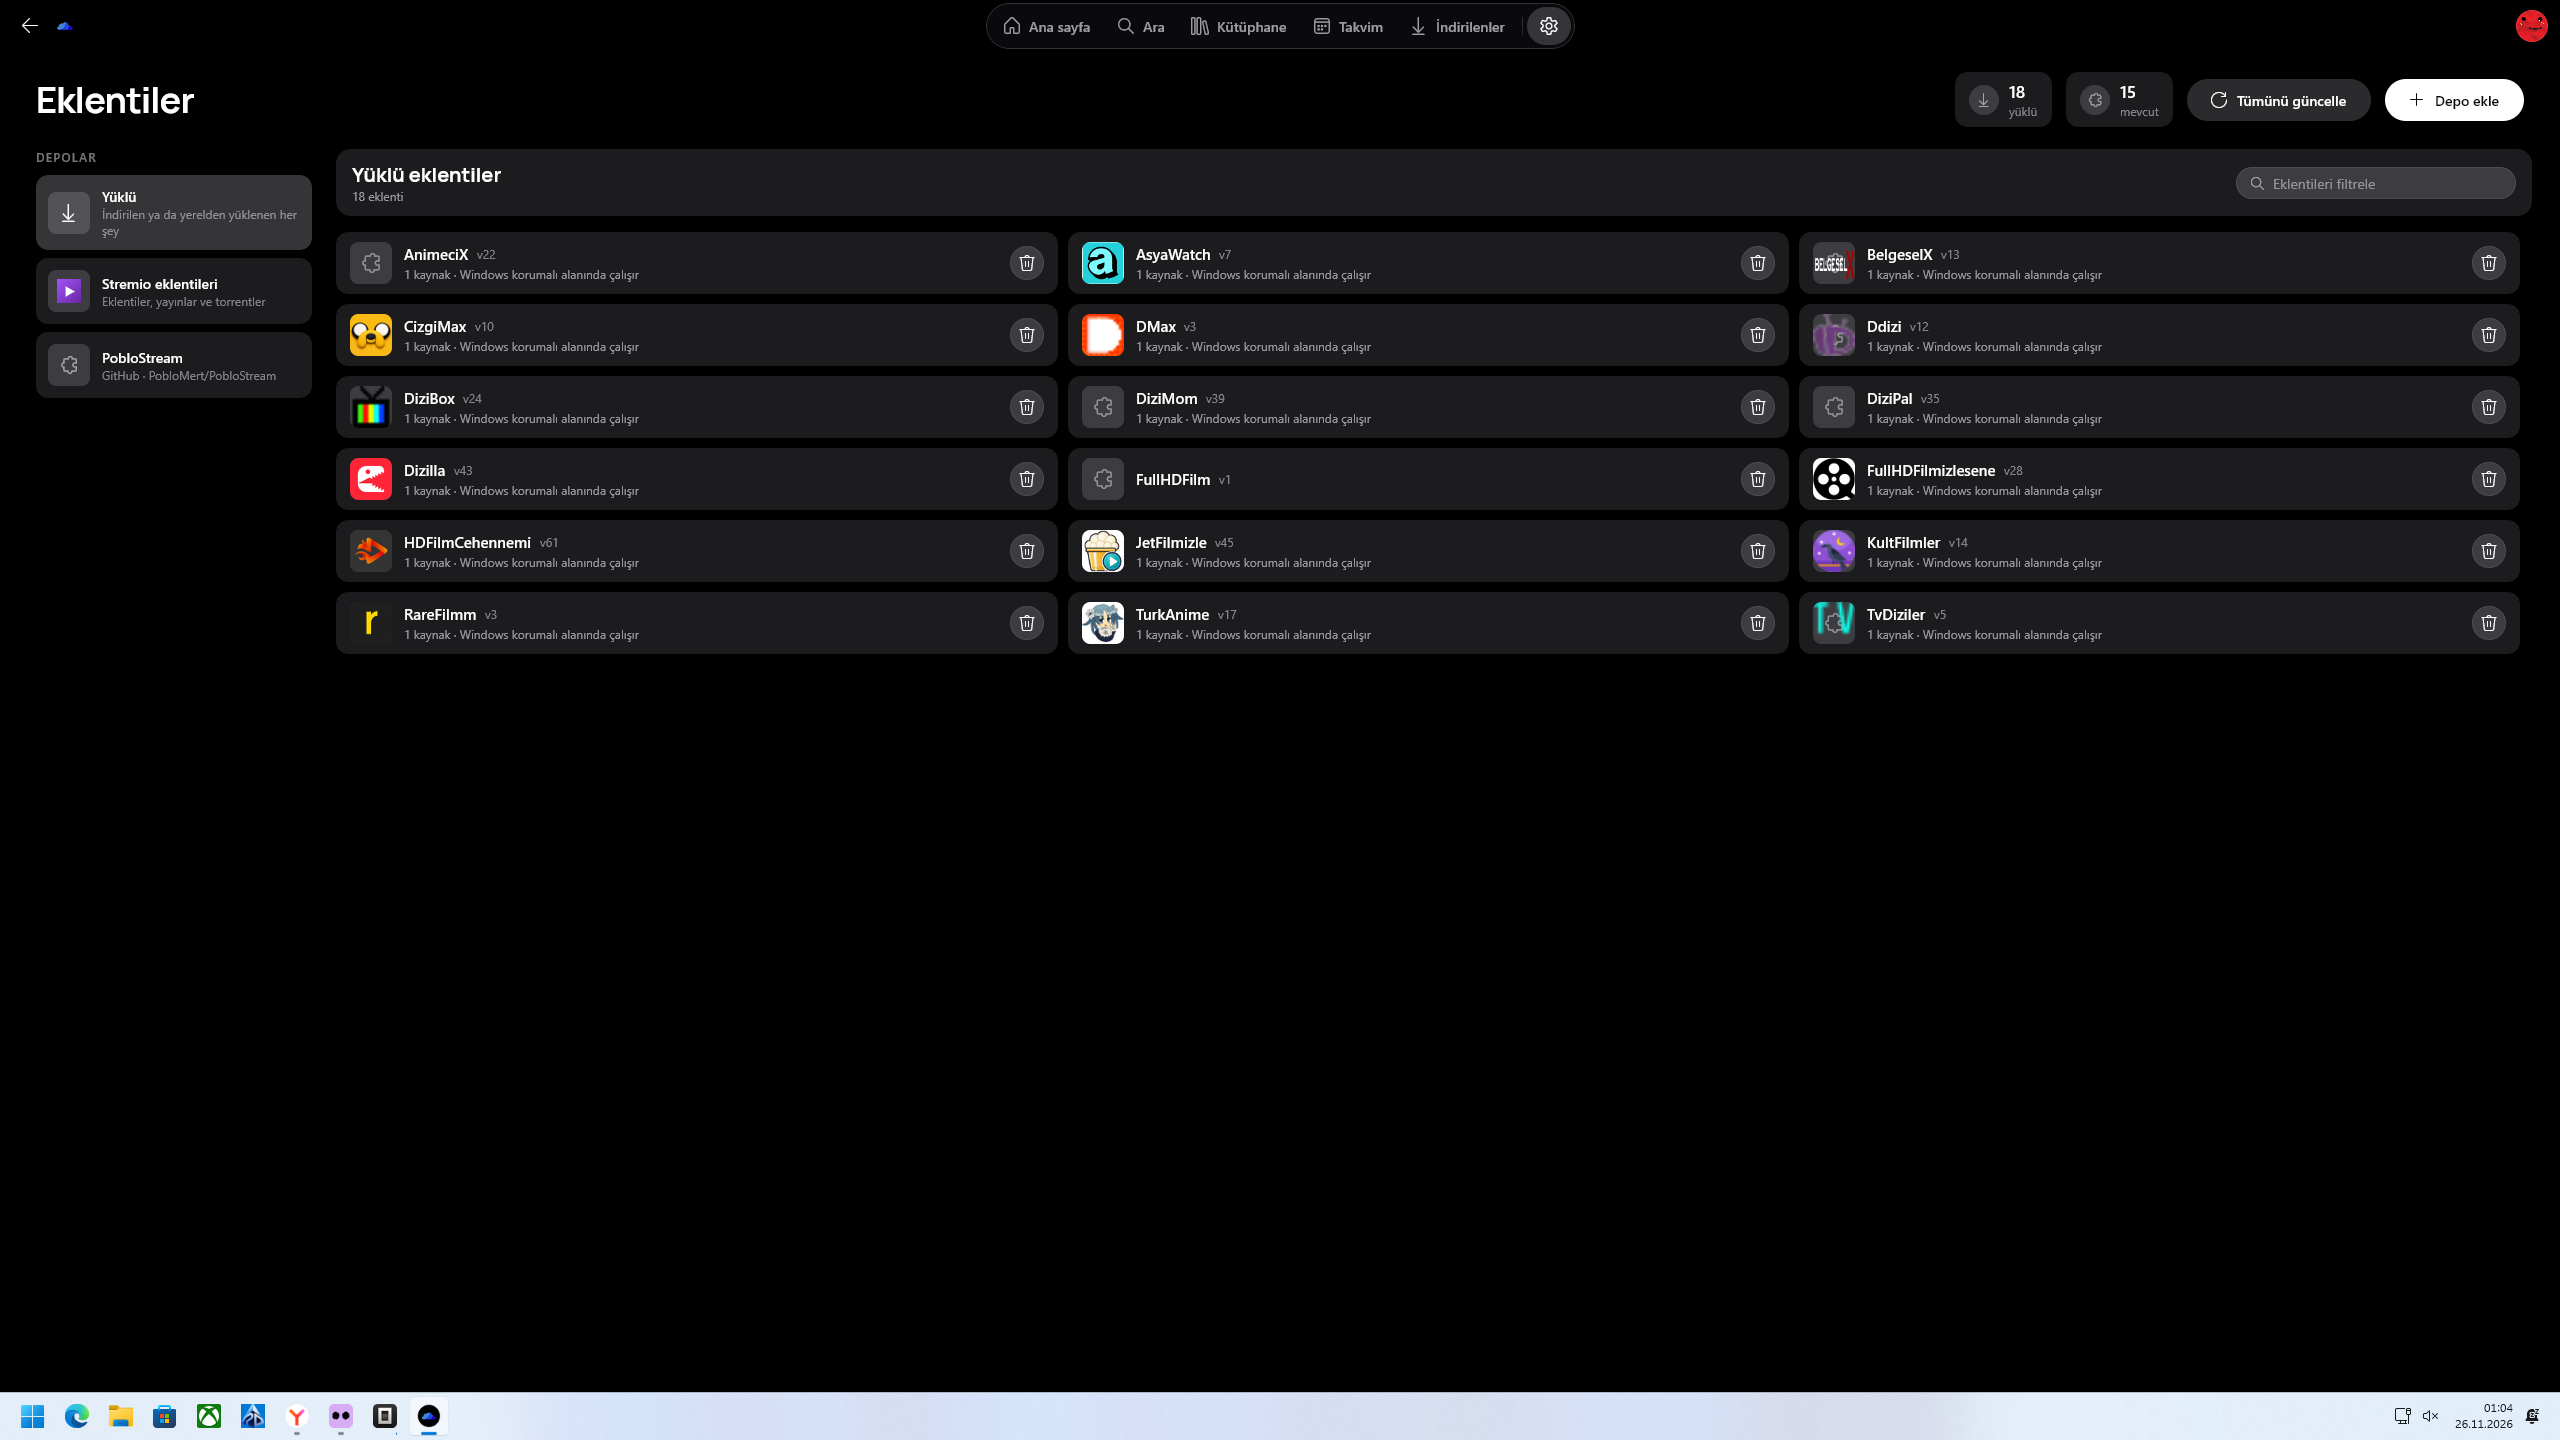 Ana sayfa
Ara
Kütüphane
Takvim
İndirilenler
Eklentiler
18
yüklü
15
mevcut
Tümünü güncelle
Depo ekle
DEPOLAR
Yüklü
İndirilen ya da yerelden yüklenen her
şey
Stremio eklentileri
Eklentiler, yayınlar ve torrentler
PobloStream
GitHub · PobloMert/PobloStream
Yüklü eklentiler
18 eklenti
Eklentileri filtrele
AnimeciX v22
1 kaynak · Windows korumalı alanında çalışır
AsyaWatch v7
1 kaynak · Windows korumalı alanında çalışır
BELGESELX
BelgeselX v13
1 kaynak · Windows korumalı alanında çalışır
CizgiMax v10
1 kaynak · Windows korumalı alanında çalışır
DMax v3
1 kaynak · Windows korumalı alanında çalışır
Ddizi v12
1 kaynak · Windows korumalı alanında çalışır
DiziBox v24
1 kaynak · Windows korumalı alanında çalışır
DiziMom v39
1 kaynak · Windows korumalı alanında çalışır
DiziPal v35
1 kaynak · Windows korumalı alanında çalışır
Dizilla v43
1 kaynak · Windows korumalı alanında çalışır
FullHDFilm v1
FullHDFilmizlesene v28
1 kaynak · Windows korumalı alanında çalışır
HDFilmCehennemi v61
1 kaynak · Windows korumalı alanında çalışır
JetFilmizle v45
1 kaynak · Windows korumalı alanında çalışır
KultFilmler v14
1 kaynak · Windows korumalı alanında çalışır
r
RareFilmm v3
1 kaynak · Windows korumalı alanında çalışır
TurkAnime v17
1 kaynak · Windows korumalı alanında çalışır
TV
TvDiziler v5
1 kaynak · Windows korumalı alanında çalışır
01:04
26.11.2026